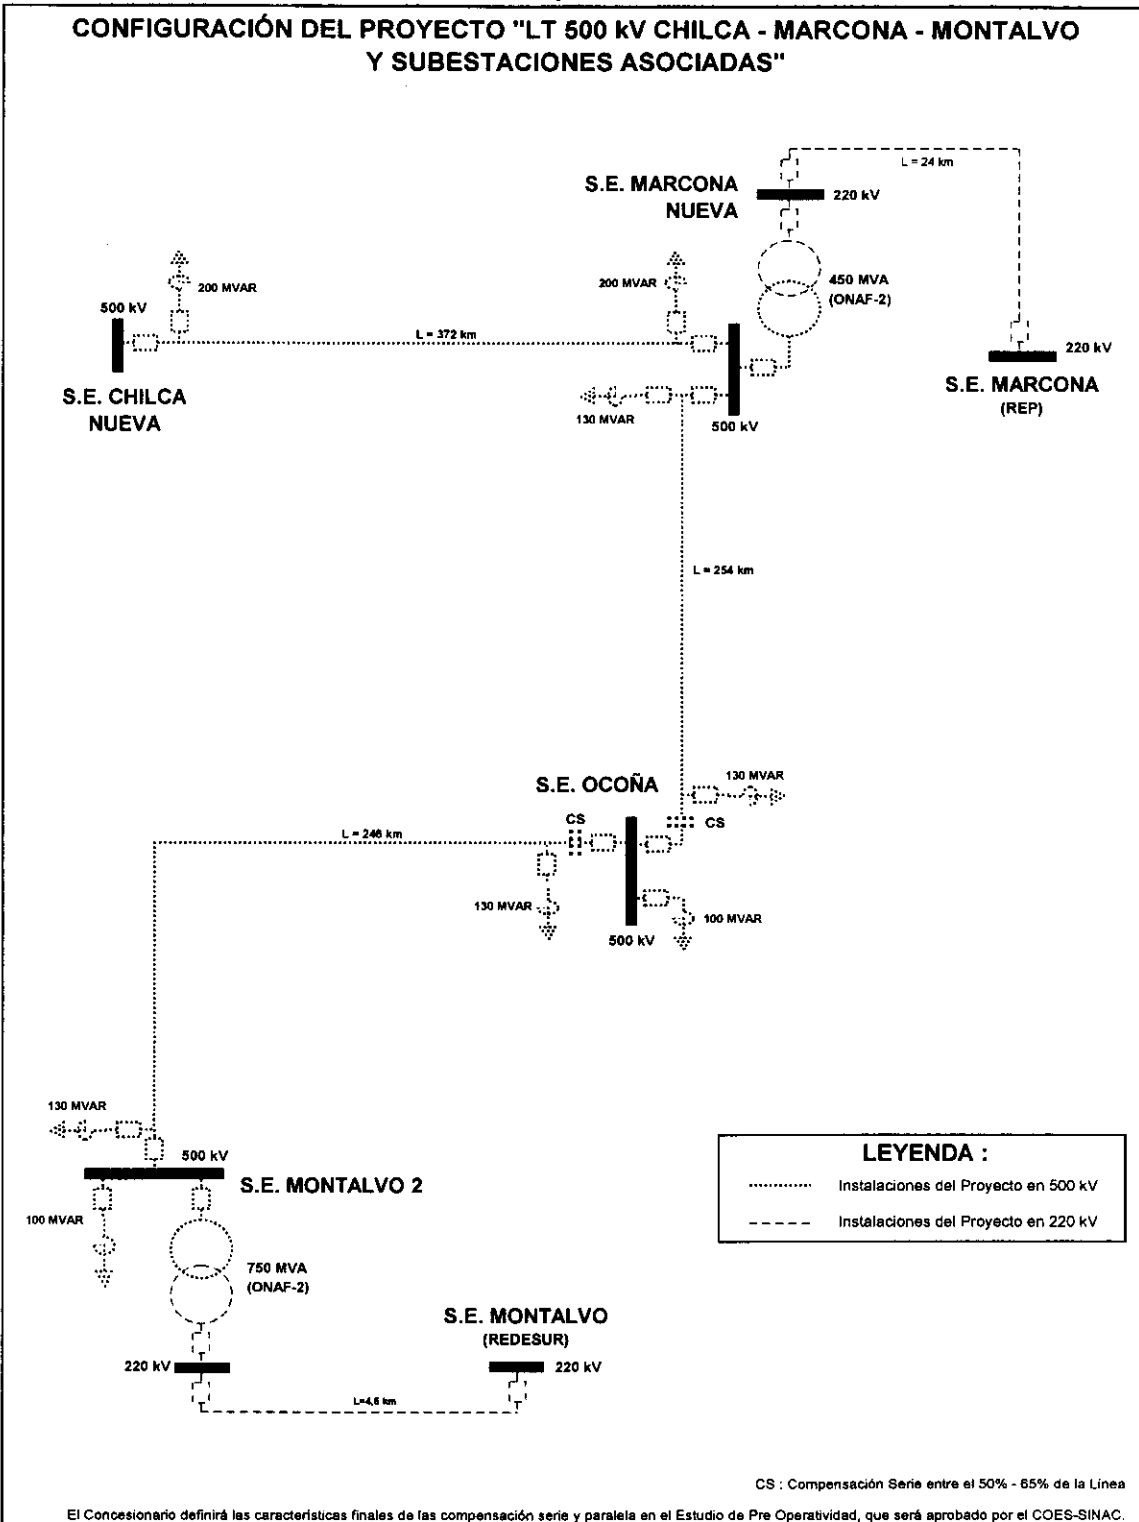 CONFIGURACIÓN DEL PROYECTO "LT 500 kV CHILCA - MARCONA - MONTALVO
Y SUBESTACIONES ASOCIADAS"
L = 24 km
S.E. MARCONA
NUEVA
220 kV
450 MVA
(ONAF-2)
200 MVAR
200 MVAR
500 kV
L = 372 km
220 kV
S.E. CHILCA
NUEVA
S.E. MARCONA
(REP)
130 MVAR
500 kV
L = 254 km
S.E. OCOÑA
130 MVAR
CS
CS
L = 246 km
130 MVAR
100 MVAR
500 kV
130 MVAR
500 kV
S.E. MONTALVO 2
100 MVAR
750 MVA
(ONAF-2)
LEYENDA :
Instalaciones del Proyecto en 500 kV
Instalaciones del Proyecto en 220 kV
S.E. MONTALVO
(REDESUR)
220 kV
220 kV
L=4,6 km
CS : Compensación Serie entre el 50% - 65% de la Línea
El Concesionario definirá las características finales de las compensación serie y paralela en el Estudio de Pre Operatividad, que será aprobado por el COES-SINAC.